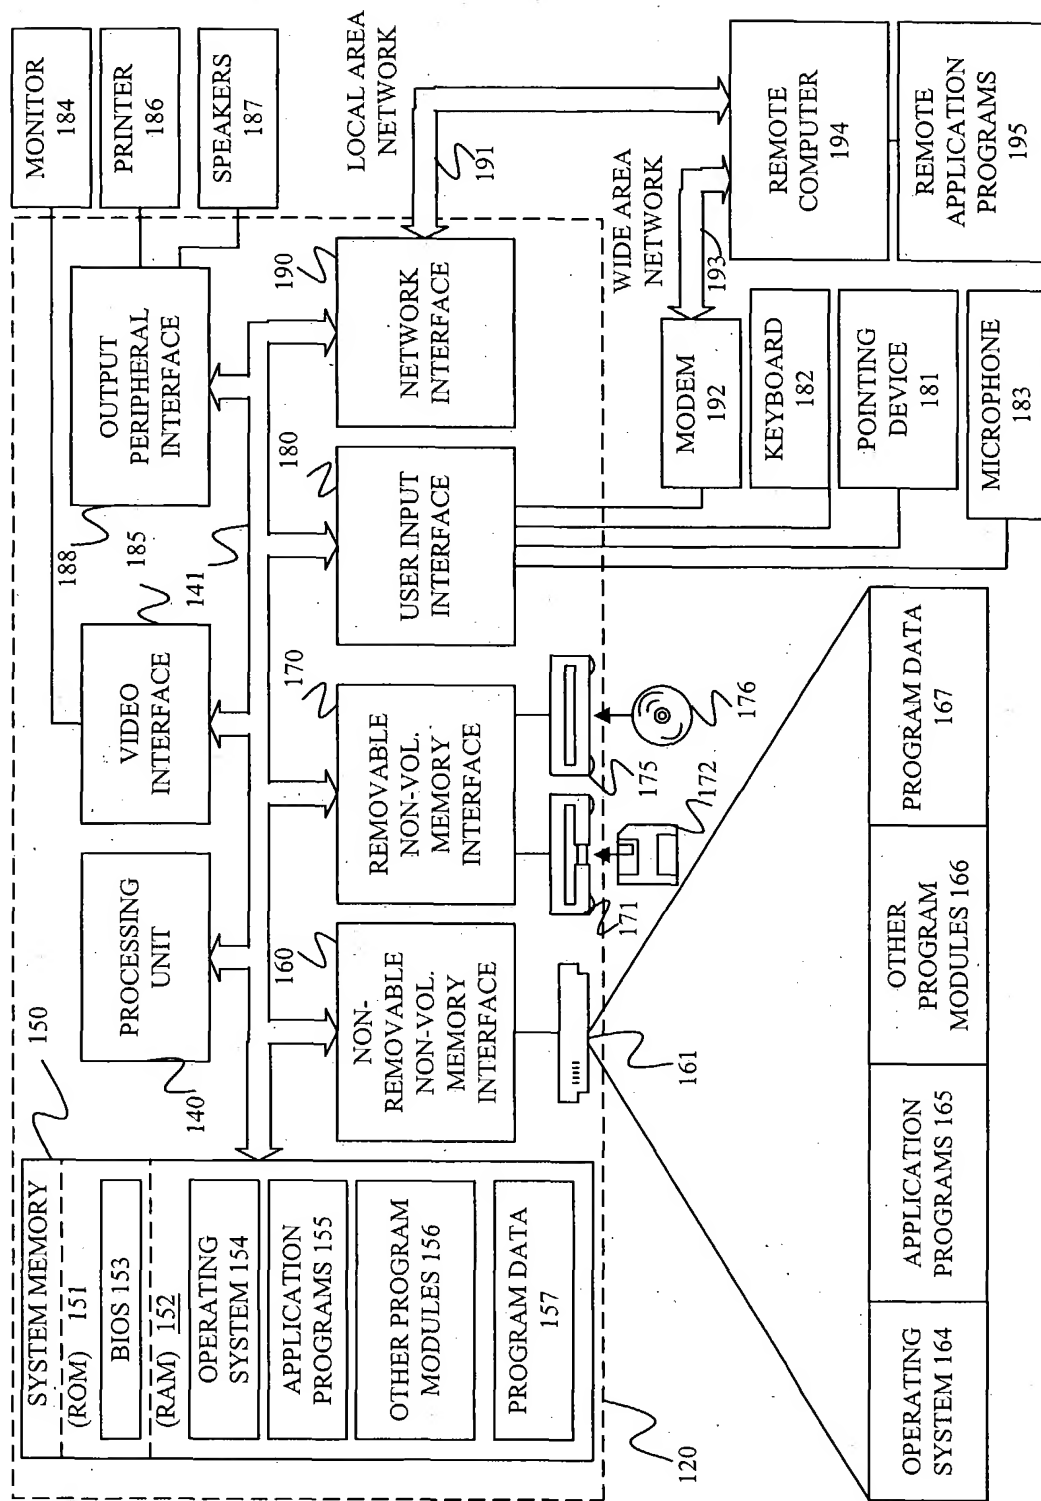 SYSTEM MEMORY
(ROM) 151
BIOS 153
(RAM) 152
OPERATING
SYSTEM 154
APPLICATION
PROGRAMS 155
OTHER PROGRAM
MODULES 156
PROGRAM DATA
157
120
150
140
PROCESSING
UNIT
VIDEO
INTERFACE
185
188
141
OUTPUT
PERIPHERAL
INTERFACE
MONITOR
184
PRINTER
186
SPEAKERS
187
160
NON-
REMOVABLE
NON-VOL.
MEMORY
INTERFACE
170
REMOVABLE
NON-VOL.
MEMORY
INTERFACE
180
USER INPUT
INTERFACE
190
NETWORK
INTERFACE
LOCAL AREA
NETWORK
191
161
171
172
175
176
WIDE AREA
NETWORK
193
MODEM
192
KEYBOARD
182
POINTING
DEVICE
181
MICROPHONE
183
REMOTE
COMPUTER
194
REMOTE
APPLICATION
PROGRAMS
195
OPERATING
SYSTEM 164
APPLICATION
PROGRAMS 165
OTHER
PROGRAM
MODULES 166
PROGRAM DATA
167